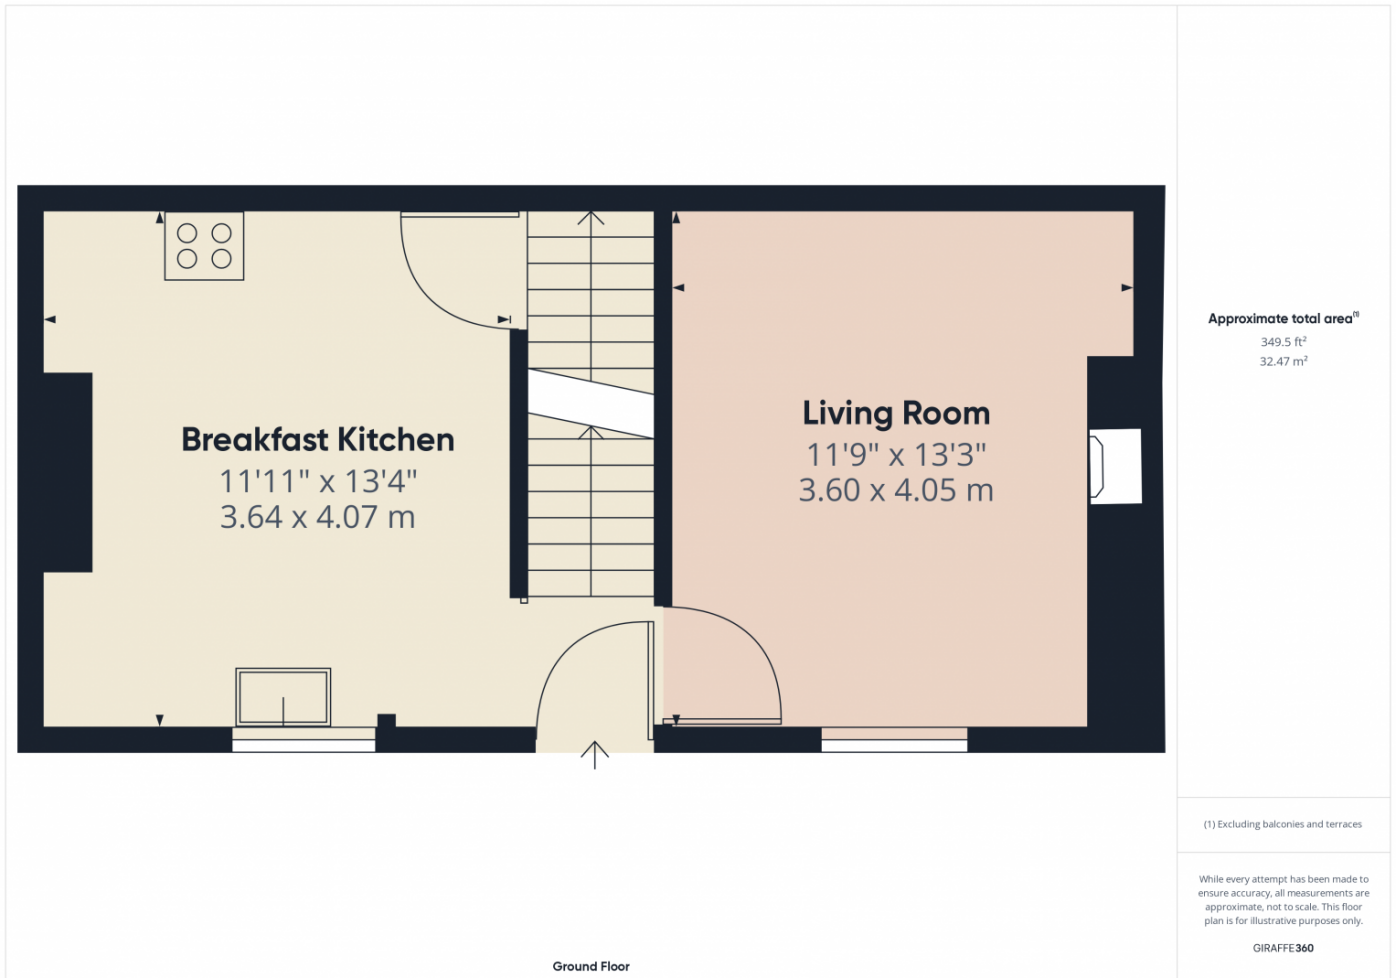 Breakfast Kitchen
11'11" x 13'4"
3.64 x 4.07 m
Living Room
11'9" x 13'3"
3.60 x 4.05 m
Ground Floor
Approximate total area(1)
349.5 ft²
32.47 m²
(1) Excluding balconies and terraces
While every attempt has been made to
ensure accuracy, all measurements are
approximate, not to scale. This floor
plan is for illustrative purposes only.
GIRAFFE360